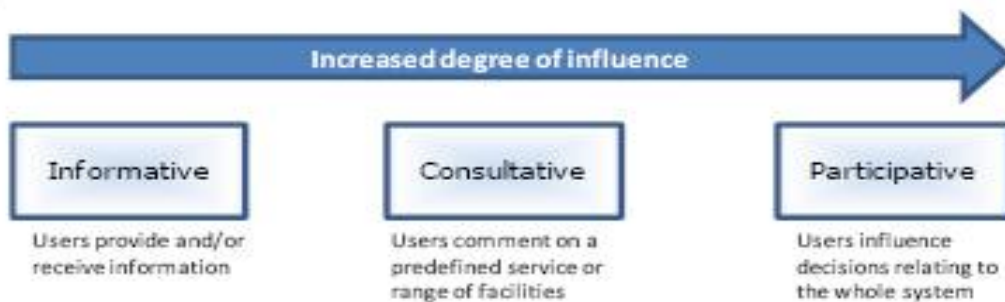 Increased degree of influence
Informative
Users provide and/or
receive information
Consultative
Users comment on a
predefined service or
range of facilities
Participative
Users influence
decisions relating to
the whole system